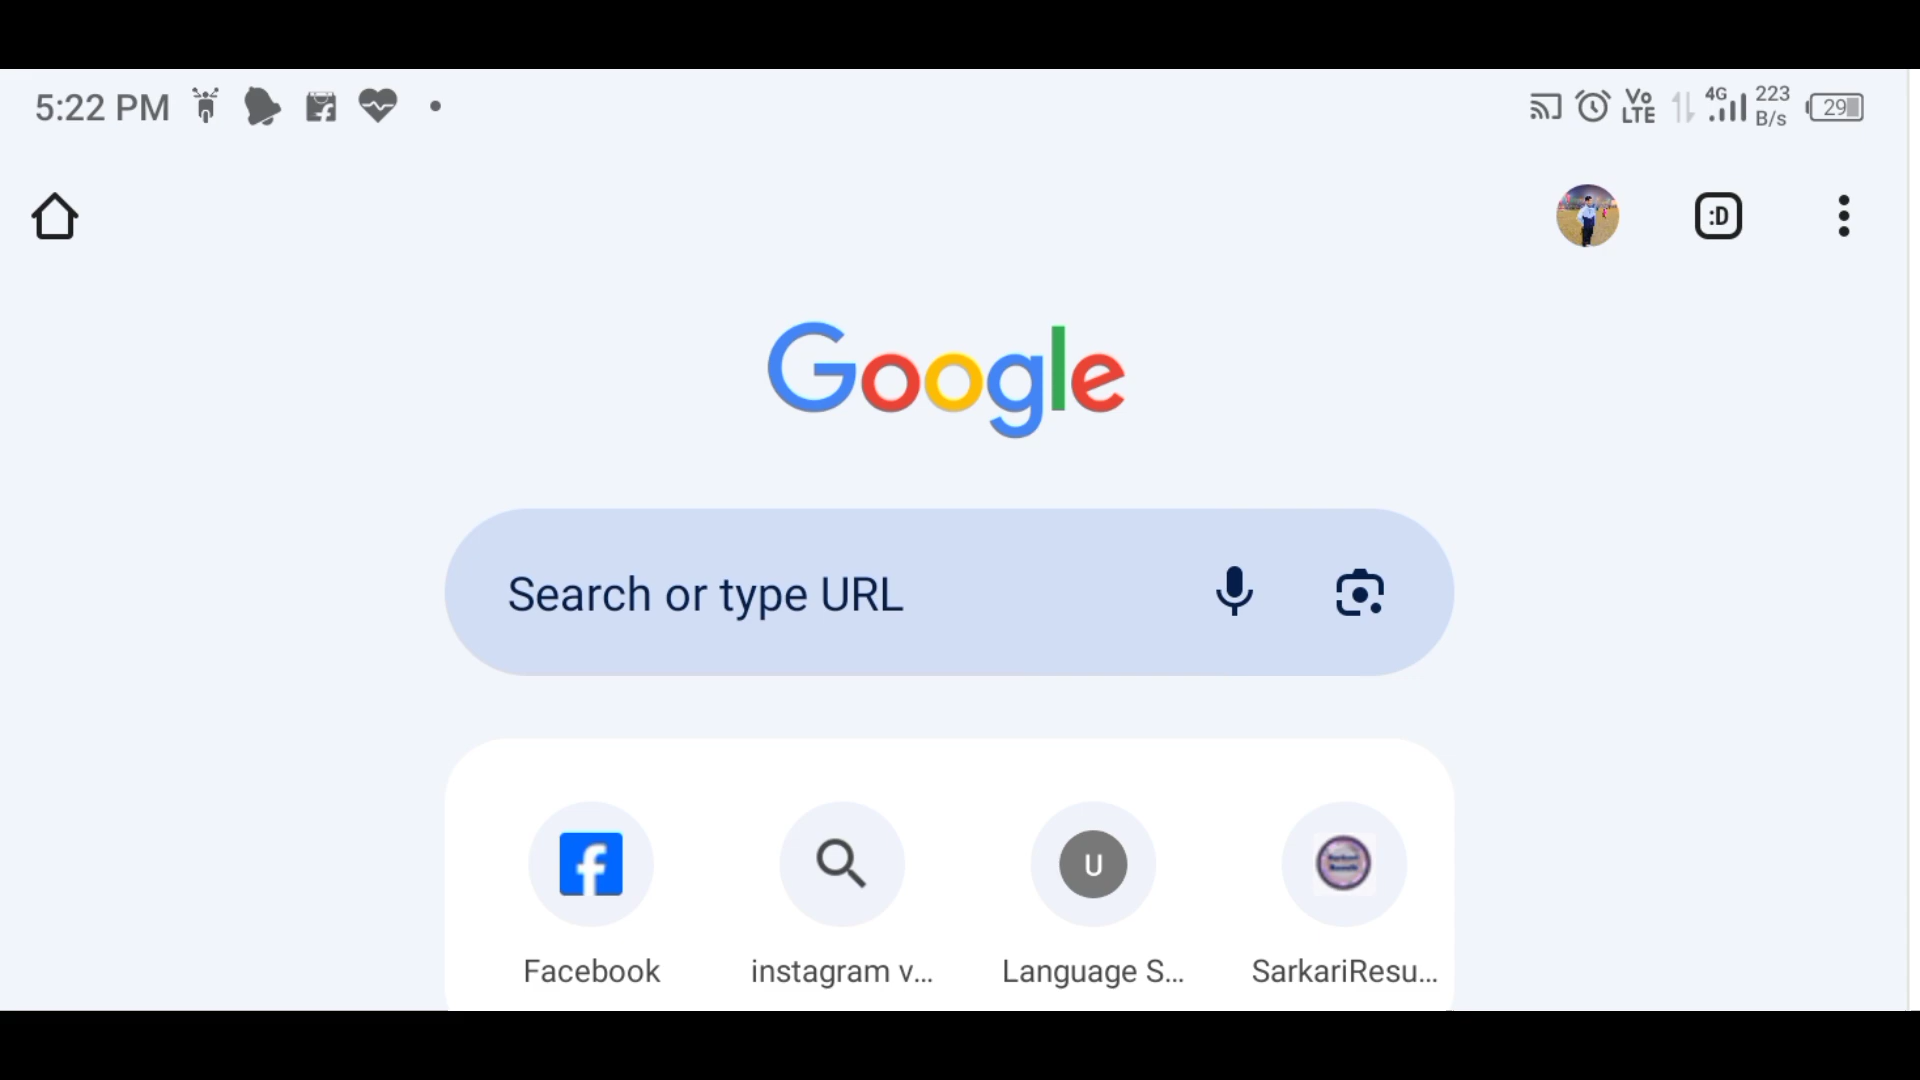 5:22 PM
Vo LTE 4G 223 B/s 29
:D
Google
Search or type URL
U
Facebook
instagram v...
Language S...
SarkariResu...